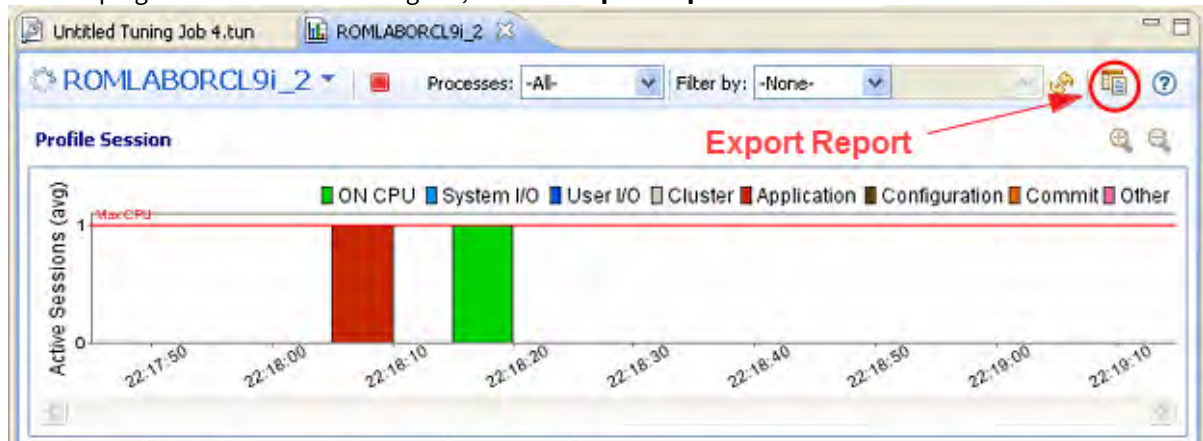 Untitled Tuning Job 4.tun ROMLABORCL9i_2
ROMLABORCL9i_2 Processes: -All- Filter by: -None-
Profile Session
Export Report
ON CPU System I/O User I/O Cluster Application Configuration Commit Other
Max CPU
Active Sessions (avg)
1
0
22:17:50 22:18:00 22:18:10 22:18:20 22:18:30 22:18:40 22:18:50 22:19:00 22:19:10